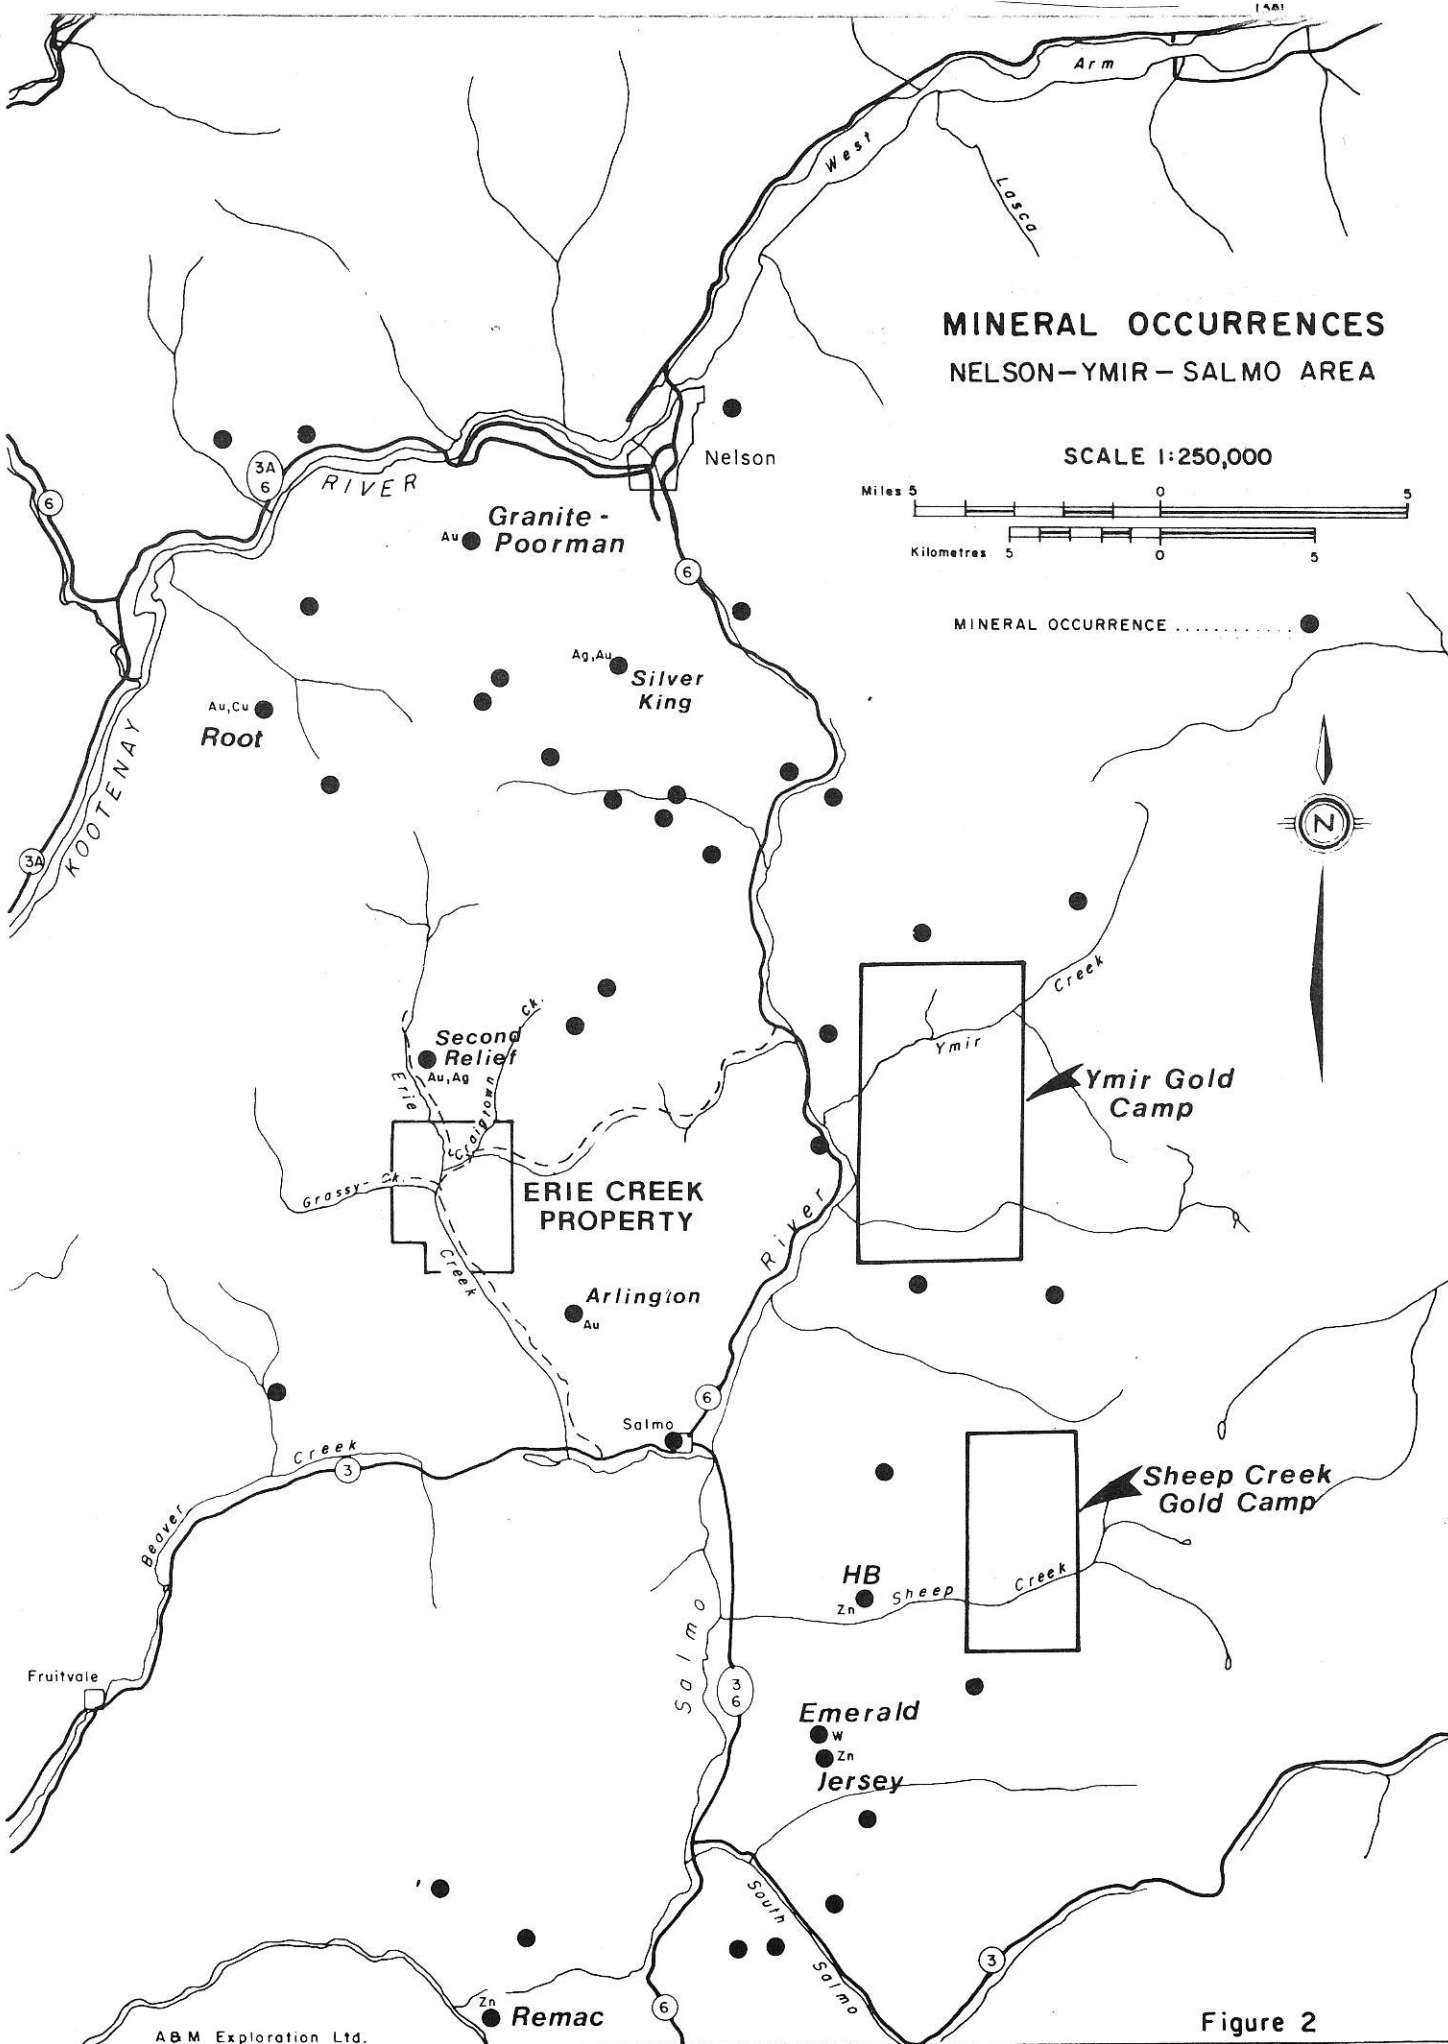 1581
Arm
West
Lasca
MINERAL OCCURRENCES
NELSON-YMIR-SALMO AREA
SCALE 1:250,000
Miles 5 0 5
Kilometres 5 0 5
MINERAL OCCURRENCE ............
Nelson
3A
6
RIVER
6
Granite-
Poorman
Au
6
Ag,Au
Silver
King
Au,Cu
Root
KOOTENAY
3A
N
Creek
Ymir
Ymir Gold
Camp
Ck.
Second
Relief
Au,Ag
Erie
Craigtown
Grassy Ck.
ERIE CREEK
PROPERTY
Creek
River
Arlington
Au
6
Salmo
Creek
3
Beaver
Sheep Creek
Gold Camp
HB
Zn
Sheep Creek
Salmo
Fruitvale
3
6
Emerald
W
Zn
Jersey
South
Salmo
3
6
Zn
Remac
A & M Exploration Ltd.
Figure 2